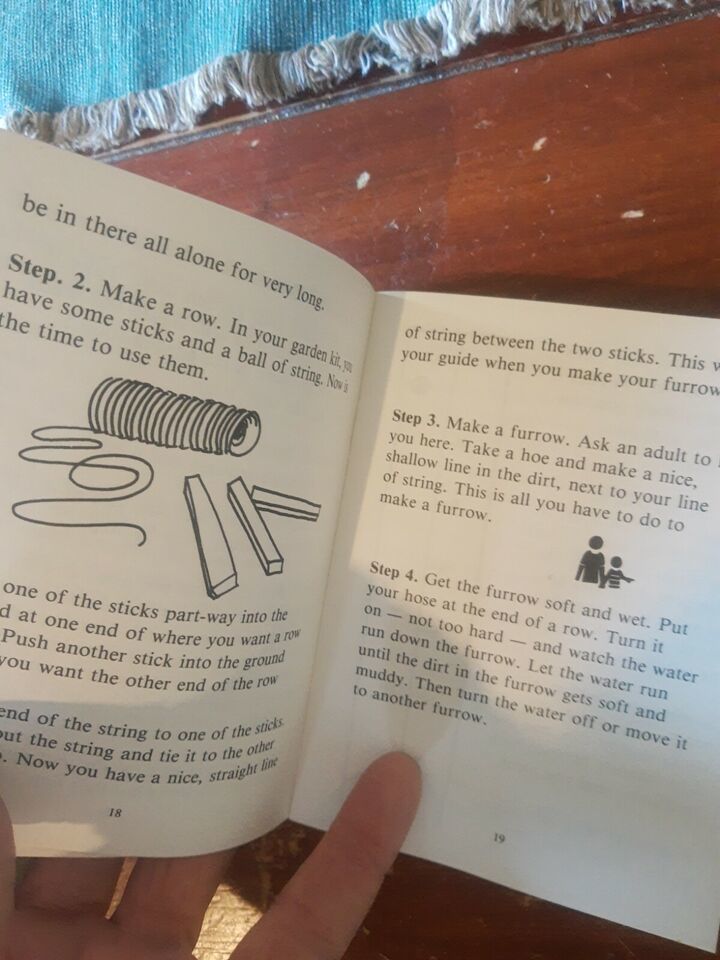 be in there all alone for very long.
Step. 2. Make a row. In your garden kit, you
have some sticks and a ball of string. Now is
the time to use them.
one of the sticks part-way into the
at one end of where you want a row
Push another stick into the ground
you want the other end of the row
end of the string to one of the sticks.
the string and tie it to the other
Now you have a nice, straight line
18
of string between the two sticks. This
your guide when you make your furrow
Step 3. Make a furrow. Ask an adult to
you here. Take a hoe and make a nice,
shallow line in the dirt, next to your line
of string. This is all you have to do to
make a furrow.
Step 4. Get the furrow soft and wet. Put
your hose at the end of a row. Turn it
on — not too hard — and watch the water
run down the furrow. Let the water run
until the dirt in the furrow gets soft and
muddy. Then turn the water off or move it
to another furrow.
19